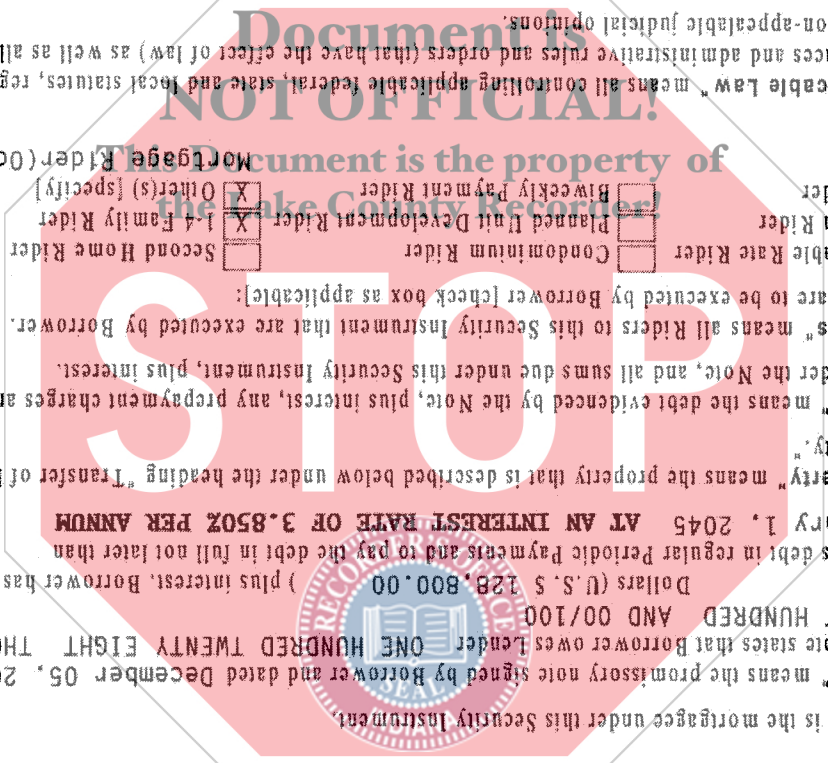 is the mortgagee under this Security Instrument.
" means the promissory note signed by Borrower and dated December 05, 2
ote states that Borrower owes Lender ONE HUNDRED TWENTY EIGHT TH
HUNDRED AND 00/100
Dollars (U.S. $ 128,800.00 ) plus interest. Borrower has
s debt in regular Periodic Payments and to pay the debt in full not later than
ry 1, 2045 AT AN INTEREST RATE OF 3.850% PER ANNUM
erty" means the property that is described below under the heading "Transfer of
ty."
" means the debt evidenced by the Note, plus interest, any prepayment charges a
der the Note, and all sums due under this Security Instrument, plus interest.
s" means all Riders to this Security Instrument that are executed by Borrower.
are to be executed by Borrower [check box as applicable]:
able Rate Rider Condominium Rider Second Home Rider
n Rider Planned Unit Development Rider X 1-4 Family Rider
der Biweekly Payment Rider X Other(s) [specify]
Mortgage Rider(Oc
cable Law" means all controlling applicable federal, state and local statutes, reg
ces and administrative rules and orders (that have the effect of law) as well as all
on-appealable judicial opinions.
Document is
NOT OFFICIAL!
This Document is the property of
the Lake County Recorder!
STOP
SEAL
INDIANA